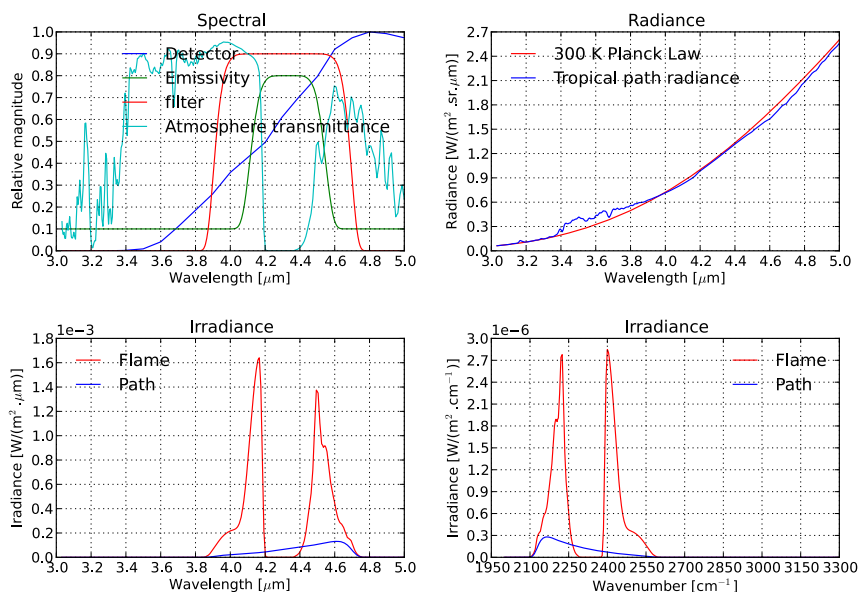 Spectral
1.0
0.9
0.8
0.7
0.6
0.5
0.4
0.3
0.2
0.1
0.0
Relative magnitude
Detector
Emissivity
filter
Atmosphere transmittance
3.0 3.2 3.4 3.6 3.8 4.0 4.2 4.4 4.6 4.8 5.0
Wavelength [μm]
Radiance
2.7
2.4
2.1
1.8
1.5
1.2
0.9
0.6
0.3
0.0
Radiance [W/(m² sr.μm)]
300 K Planck Law
Tropical path radiance
3.0 3.2 3.4 3.6 3.8 4.0 4.2 4.4 4.6 4.8 5.0
Wavelength [μm]
Irradiance
1e-3
1.8
1.6
1.4
1.2
1.0
0.8
0.6
0.4
0.2
0.0
Irradiance [W/(m² .μm)]
Flame
Path
3.0 3.2 3.4 3.6 3.8 4.0 4.2 4.4 4.6 4.8 5.0
Wavelength [μm]
Irradiance
1e-6
3.0
2.7
2.4
2.1
1.8
1.5
1.2
0.9
0.6
0.3
0.0
Irradiance [W/(m² .cm⁻¹)]
Flame
Path
1950 2100 2250 2400 2550 2700 2850 3000 3150 3300
Wavenumber [cm⁻¹]